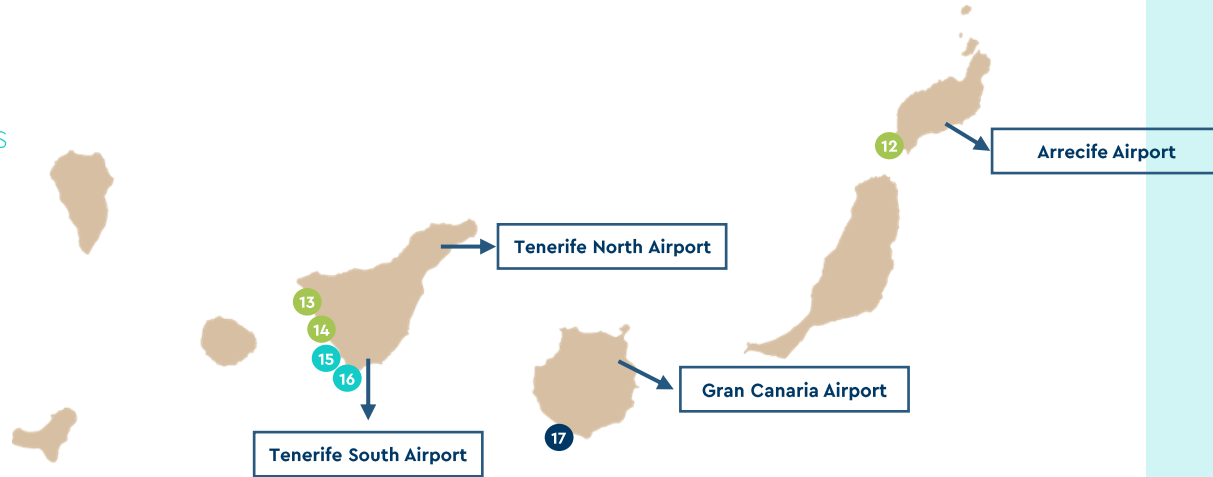 S
12
Arrecife Airport
Tenerife North Airport
13
14
15
16
Gran Canaria Airport
17
Tenerife South Airport